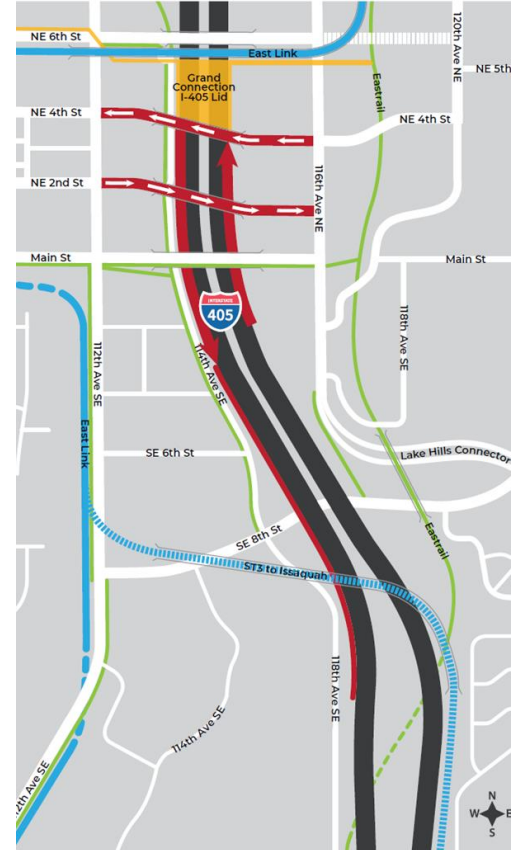 NE 6th St
120th Ave NE
East Link
NE 5th
Grand
Connection
I-405 Lid
Eastrail
NE 4th St
NE 4th St
NE 2nd St
116th Ave NE
Main St
Main St
INTERSTATE
405
118th Ave SE
112th Ave SE
114th Ave SE
East Link
SE 6th St
Lake Hills Connector
SE 8th St
Eastrail
ST3 to Issaquah
118th Ave SE
114th Ave SE
12th Ave SE
N
W E
S